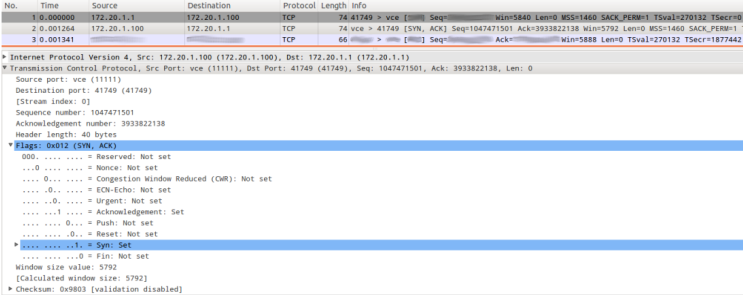 No. Time Source Destination Protocol Length Info
1 0.000000 172.20.1.1 172.20.1.100 TCP 74 41749 > vce [ Seq= Win=5840 Len=0 MSS=1460 SACK_PERM=1 TSval=270132 TSecr=0
2 0.001264 172.20.1.100 172.20.1.1 TCP 74 vce > 41749 [SYN, ACK] Seq=1047471501 Ack=3933822138 Win=5792 Len=0 MSS=1460 SACK_PERM=1
3 0.001341 TCP 66 > [ ] Seq= Ack= Win=5888 Len=0 TSval=270132 TSecr=1877442
Internet Protocol Version 4, Src: 172.20.1.100 (172.20.1.100), Dst: 172.20.1.1 (172.20.1.1)
Transmission Control Protocol, Src Port: vce (11111), Dst Port: 41749 (41749), Seq: 1047471501, Ack: 3933822138, Len: 0
Source port: vce (11111)
Destination port: 41749 (41749)
[Stream index: 0]
Sequence number: 1047471501
Acknowledgement number: 3933822138
Header length: 40 bytes
Flags: 0x012 (SYN, ACK)
000. .... .... = Reserved: Not set
...0 .... .... = Nonce: Not set
.... 0... .... = Congestion Window Reduced (CWR): Not set
.... .0.. .... = ECN-Echo: Not set
.... ..0. .... = Urgent: Not set
.... ...1 .... = Acknowledgement: Set
.... .... 0... = Push: Not set
.... .... .0.. = Reset: Not set
.... .... ..1. = Syn: Set
.... .... ...0 = Fin: Not set
Window size value: 5792
[Calculated window size: 5792]
Checksum: 0x9803 [validation disabled]